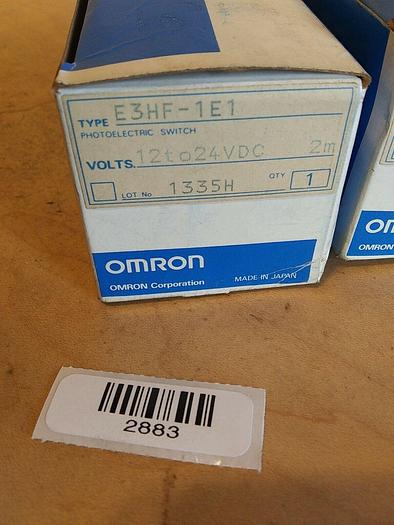 TYPE E3HF-1E1
PHOTOELECTRIC SWITCH
VOLTS. 12to24VDC 2m
LOT No 1335H QTY 1
OMRON
OMRON Corporation MADE IN JAPAN
OM
OMRON
2883